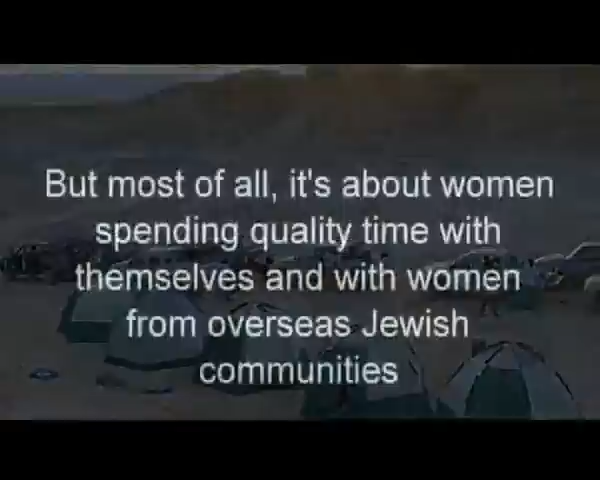 But most of all, it's about women
spending quality time with
themselves and with women
from overseas Jewish
communities